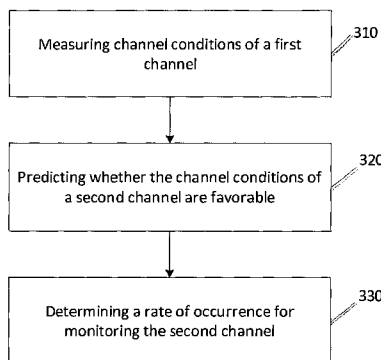 Measuring channel conditions of a first
channel
310
Predicting whether the channel conditions of
a second channel are favorable
320
Determining a rate of occurrence for
monitoring the second channel
330